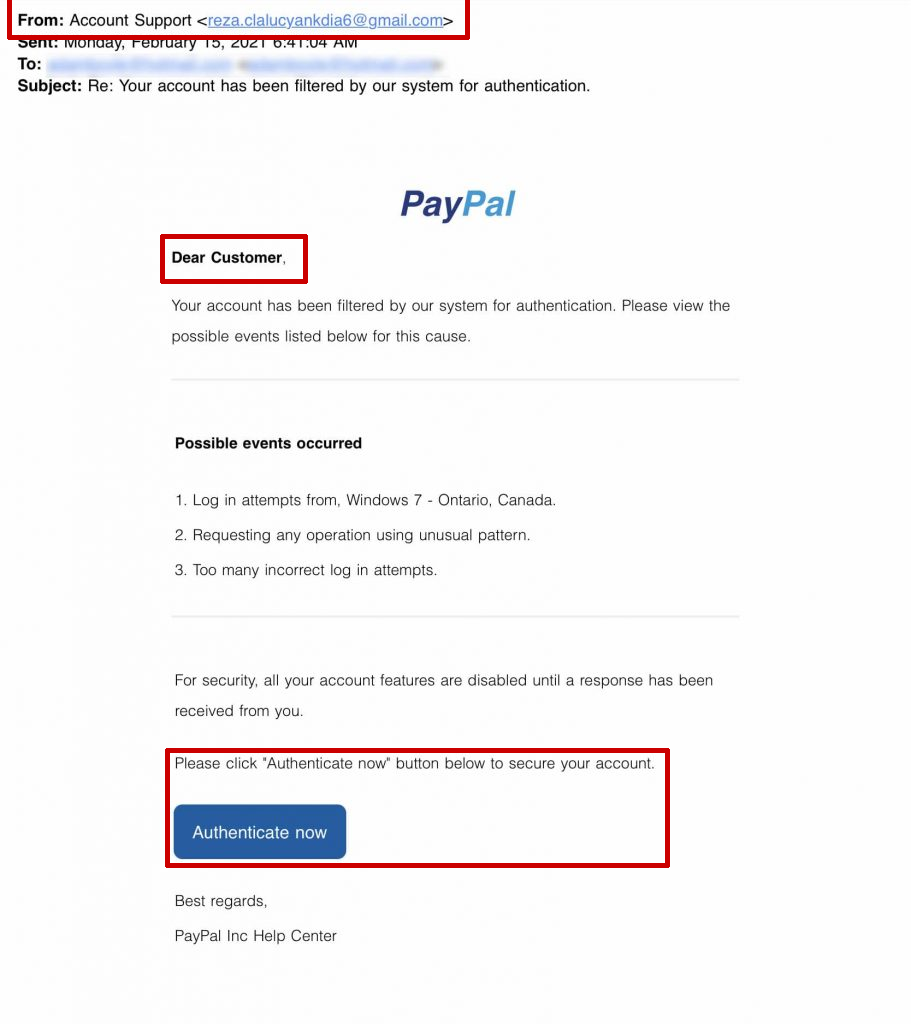 From: Account Support <reza.clalucyankdia6@gmail.com>
Sent: Monday, February 15, 2021 6:41:04 AM
To:
Subject: Re: Your account has been filtered by our system for authentication.
PayPal
Dear Customer,
Your account has been filtered by our system for authentication. Please view the
possible events listed below for this cause.
Possible events occurred
1. Log in attempts from, Windows 7 - Ontario, Canada.
2. Requesting any operation using unusual pattern.
3. Too many incorrect log in attempts.
For security, all your account features are disabled until a response has been
received from you.
Please click "Authenticate now" button below to secure your account.
Authenticate now
Best regards,
PayPal Inc Help Center